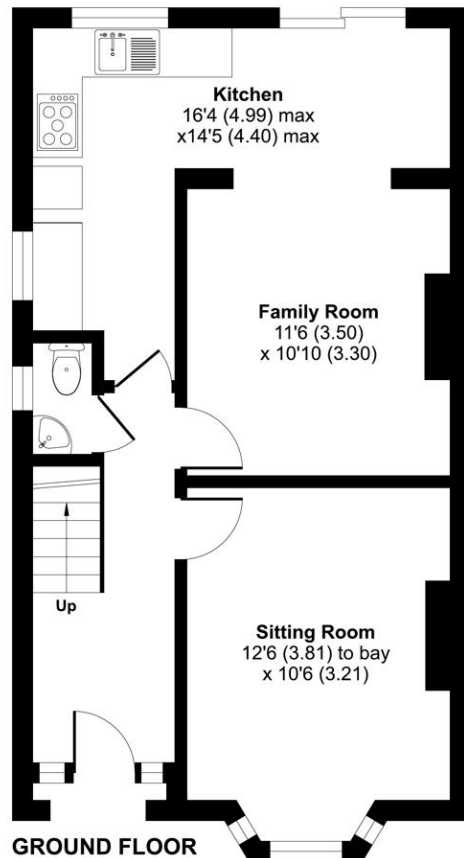 Kitchen
16'4 (4.99) max
x14'5 (4.40) max
Family Room
11'6 (3.50)
x 10'10 (3.30)
Up
Sitting Room
12'6 (3.81) to bay
x 10'6 (3.21)
GROUND FLOOR